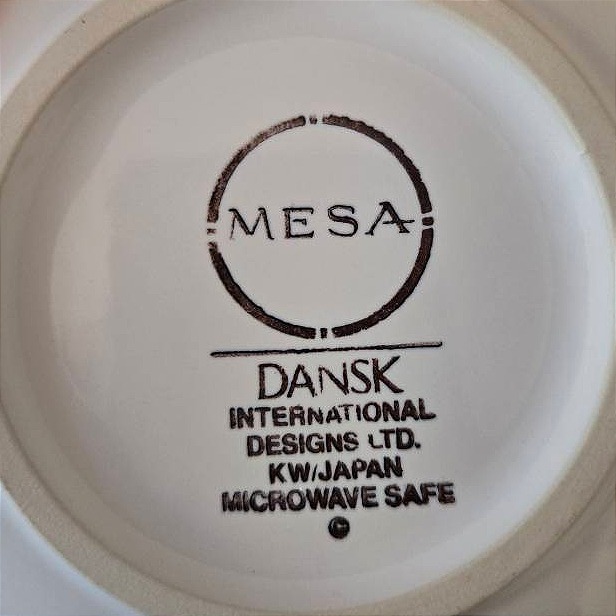 MESA
DANSK
INTERNATIONAL
DESIGNS LTD.
KW/JAPAN
MICROWAVE SAFE
©